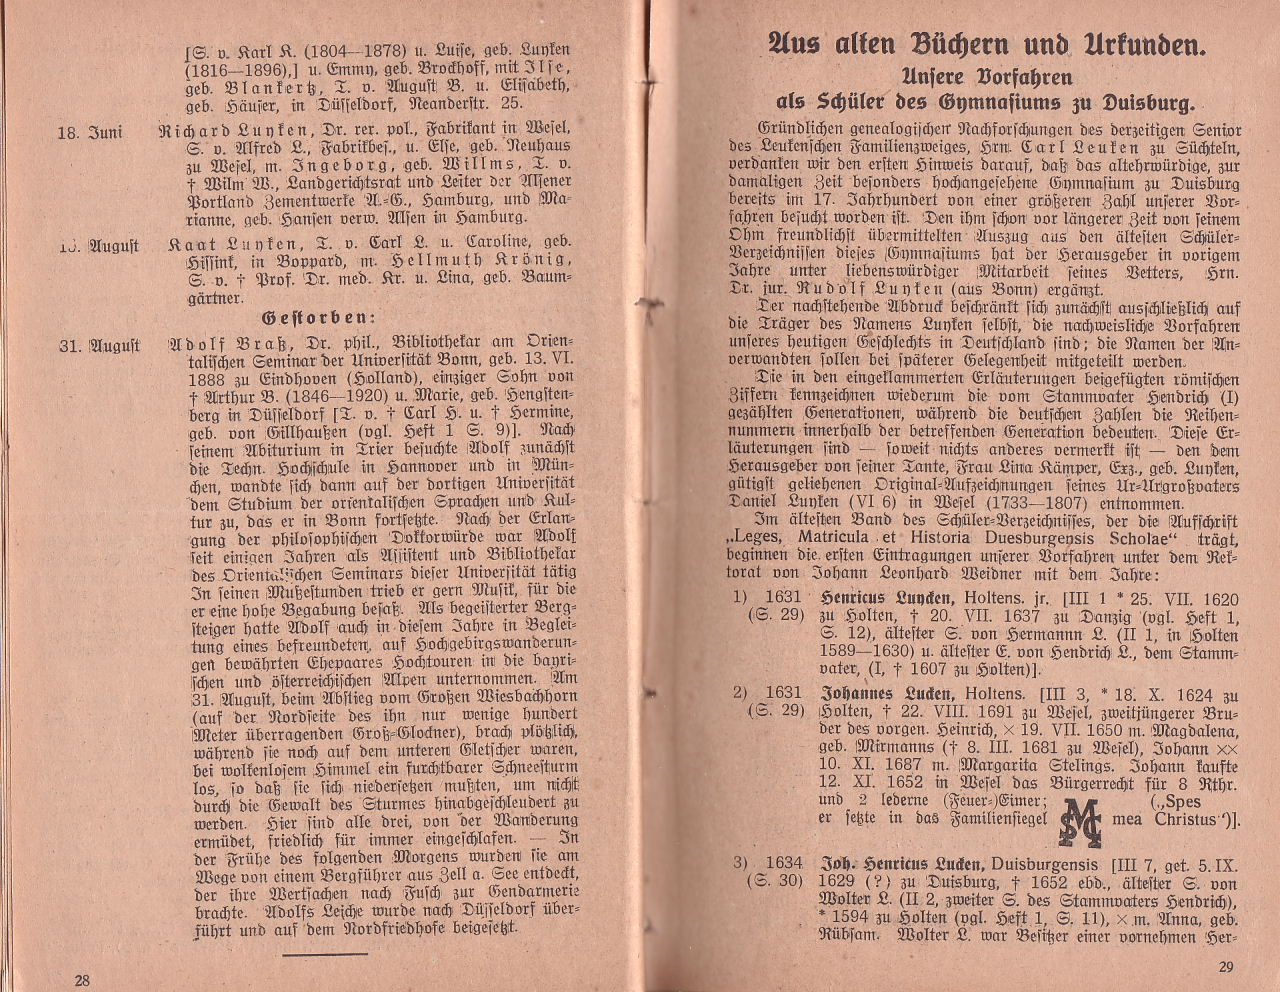 [S. v. Karl K. (1804—1878) u. Luise, geb. Luyken
(1816—1896),] u. Emmy, geb. Brockhoff, mit Ilse,
geb. Blankertz, T. v. August B. u. Elisabeth,
geb. Häuser, in Düsseldorf, Neanderstr. 25.
18. Juni Richard Luyken, Dr. rer. pol., Fabrikant in Wesel,
S. v. Alfred L., Fabrikbes., u. Else, geb. Neuhaus
zu Wesel, m. Ingeborg, geb. Willms, T. v.
† Wilm W., Landgerichtsrat und Leiter der Alsener
Portland Zementwerke A.=G., Hamburg, und Ma=
rianne, geb. Hansen verw. Alsen in Hamburg.
August Kaat Luyken, T. v. Carl L. u. Caroline, geb.
Hissink, in Boppard, m. Hellmuth Krönig,
S. v. † Prof. Dr. med. Kr. u. Lina, geb. Baum=
gärtner.
Gestorben:
31. August Adolf Braß, Dr. phil., Bibliothekar am Orien=
talischen Seminar der Universität Bonn, geb. 13. VI.
1888 zu Eindhoven (Holland), einziger Sohn von
† Arthur B. (1846—1920) u. Marie, geb. Hengsten=
berg in Düsseldorf [T. v. † Carl H. u. † Hermine,
geb. von Gillhaußen (vgl. Heft 1 S. 9)]. Nach
seinem Abiturium in Trier besuchte Adolf zunächst
die Techn. Hochschule in Hannover und in Mün=
chen, wandte sich dann auf der dortigen Universität
dem Studium der orientalischen Sprachen und Kul=
tur zu, das er in Bonn fortsetzte. Nach der Erlan=
gung der philosophischen Doktorwürde war Adolf
seit einigen Jahren als Assistent und Bibliothekar
des Orientalischen Seminars dieser Universität tätig
In seinen Mußestunden trieb er gern Musik, für die
er eine hohe Begabung besaß. Als begeisterter Berg=
steiger hatte Adolf auch in diesem Jahre in Beglei=
tung eines befreundeten, auf Hochgebirgswanderun=
gen bewährten Ehepaares Hochtouren in die bayri=
schen und österreichischen Alpen unternommen. Am
31. August, beim Abstieg vom Großen Wiesbachhorn
(auf der Nordseite des ihn nur wenige hundert
Meter überragenden Groß=Glockner), brach plötzlich,
während sie noch auf dem unteren Gletscher waren,
bei wolkenlosem Himmel ein furchtbarer Schneesturm
los, so daß sie sich niedersetzen mußten, um nicht
durch die Gewalt des Sturmes hinabgeschleudert zu
werden. Hier sind alle drei, von der Wanderung
ermüdet, friedlich für immer eingeschlafen. — In
der Frühe des folgenden Morgens wurden sie am
Wege von einem Bergführer aus Zell a. See entdeckt,
der ihre Wertsachen nach Fusch zur Gendarmerie
brachte. Adolfs Leiche wurde nach Düsseldorf über=
führt und auf dem Nordfriedhofe beigesetzt.
28
Aus alten Büchern und Urkunden.
Unsere Vorfahren
als Schüler des Gymnasiums zu Duisburg.
Gründlichen genealogischen Nachforschungen des derzeitigen Senior
des Leukenschen Familienzweiges, Hrn. Carl Leuken zu Süchteln,
verdanken wir den ersten Hinweis darauf, daß das altehrwürdige, zur
damaligen Zeit besonders hochangesehene Gymnasium zu Duisburg
bereits im 17. Jahrhundert von einer größeren Zahl unserer Vor=
fahren besucht worden ist. Den ihm schon vor längerer Zeit von seinem
Ohm freundlichst übermittelten Auszug aus den ältesten Schüler=
Verzeichnissen dieses Gymnasiums hat der Herausgeber in vorigem
Jahre unter liebenswürdiger Mitarbeit seines Vetters, Hrn.
Dr. jur. Rudolf Luyken (aus Bonn) ergänzt.
Der nachstehende Abdruck beschränkt sich zunächst ausschließlich auf
die Träger des Namens Luyken selbst, die nachweisliche Vorfahren
unseres heutigen Geschlechts in Deutschland sind; die Namen der An=
verwandten sollen bei späterer Gelegenheit mitgeteilt werden.
Die in den eingeklammerten Erläuterungen beigefügten römischen
Ziffern kennzeichnen wiederum die vom Stammvater Hendrich (I)
gezählten Generationen, während die deutschen Zahlen die Reihen=
nummern innerhalb der betreffenden Generation bedeuten. Diese Er=
läuterungen sind — soweit nichts anderes vermerkt ist — den dem
Herausgeber von seiner Tante, Frau Lina Kämper, Exz., geb. Luyken,
gütigst geliehenen Original=Aufzeichnungen seines Ur=Urgroßvaters
Daniel Luyken (VI 6) in Wesel (1733—1807) entnommen.
Im ältesten Band des Schüler=Verzeichnisses, der die Aufschrift
„Leges, Matricula et Historia Duesburgensis Scholae“ trägt,
beginnen die ersten Eintragungen unserer Vorfahren unter dem Rek=
torat von Johann Leonhard Weidner mit dem Jahre:
1) 1631 Henricus Luycken, Holtens. jr. [III 1 * 25. VII. 1620
(S. 29) zu Holten, † 20. VII. 1637 zu Danzig (vgl. Heft 1,
S. 12), ältester S. von Hermannn L. (II 1, in Holten
1589—1630) u. ältester E. von Hendrich L., dem Stamm=
vater, (I, † 1607 zu Holten)].
2) 1631 Johannes Lucken, Holtens. [III 3, * 18. X. 1624 zu
(S. 29) Holten, † 22. VIII. 1691 zu Wesel, zweitjüngerer Bru=
der des vorgen. Heinrich, × 19. VII. 1650 m. Magdalena,
geb. Mirmanns († 8. III. 1681 zu Wesel), Johann ××
10. XI. 1687 m. Margarita Stelings. Johann kaufte
12. XI. 1652 in Wesel das Bürgerrecht für 8 Rthr.
und 2 lederne (Feuer=)Eimer; („Spes
er setzte in das Familiensiegel mea Christus“)].
3) 1634 Joh. Henricus Lucken, Duisburgensis [III 7, get. 5. IX.
(S. 30) 1629 (?) zu Duisburg, † 1652 ebd., ältester S. von
Wolter L. (II 2, zweiter S. des Stammvaters Hendrich),
* 1594 zu Holten (vgl. Heft 1, S. 11), × m. Anna, geb.
Rübsam. Wolter L. war Besitzer einer vornehmen Her=
29